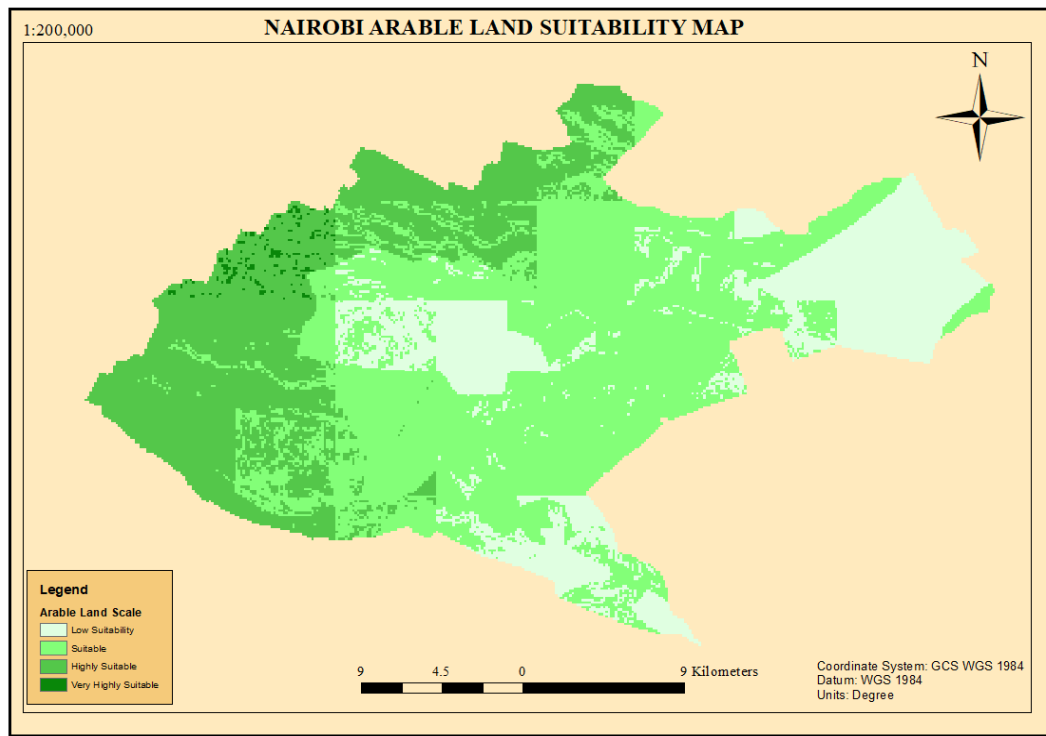 NAIROBI ARABLE LAND SUITABILITY MAP
1:200,000
N
Legend
Arable Land Scale
Low Suitability
Suitable
Highly Suitable
Very Highly Suitable
9 4.5 0 9 Kilometers
Coordinate System: GCS WGS 1984
Datum: WGS 1984
Units: Degree